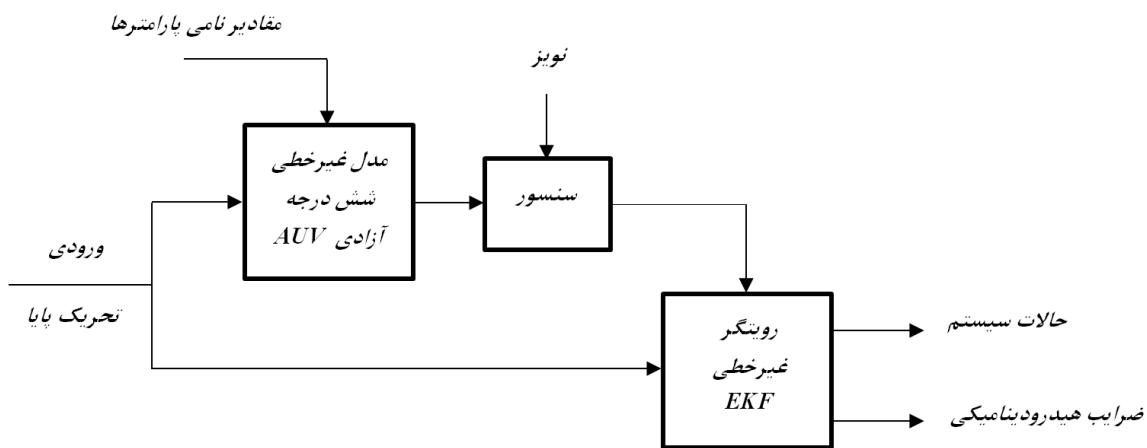 مقادیر نامی پارامترها
نویز
مدل غیرخطی
شش درجه
آزادی AUV
سنسور
ورودی
تحریک پایا
رویتگر
غیرخطی
EKF
حالات سیستم
ضرایب هیدرودینامیکی